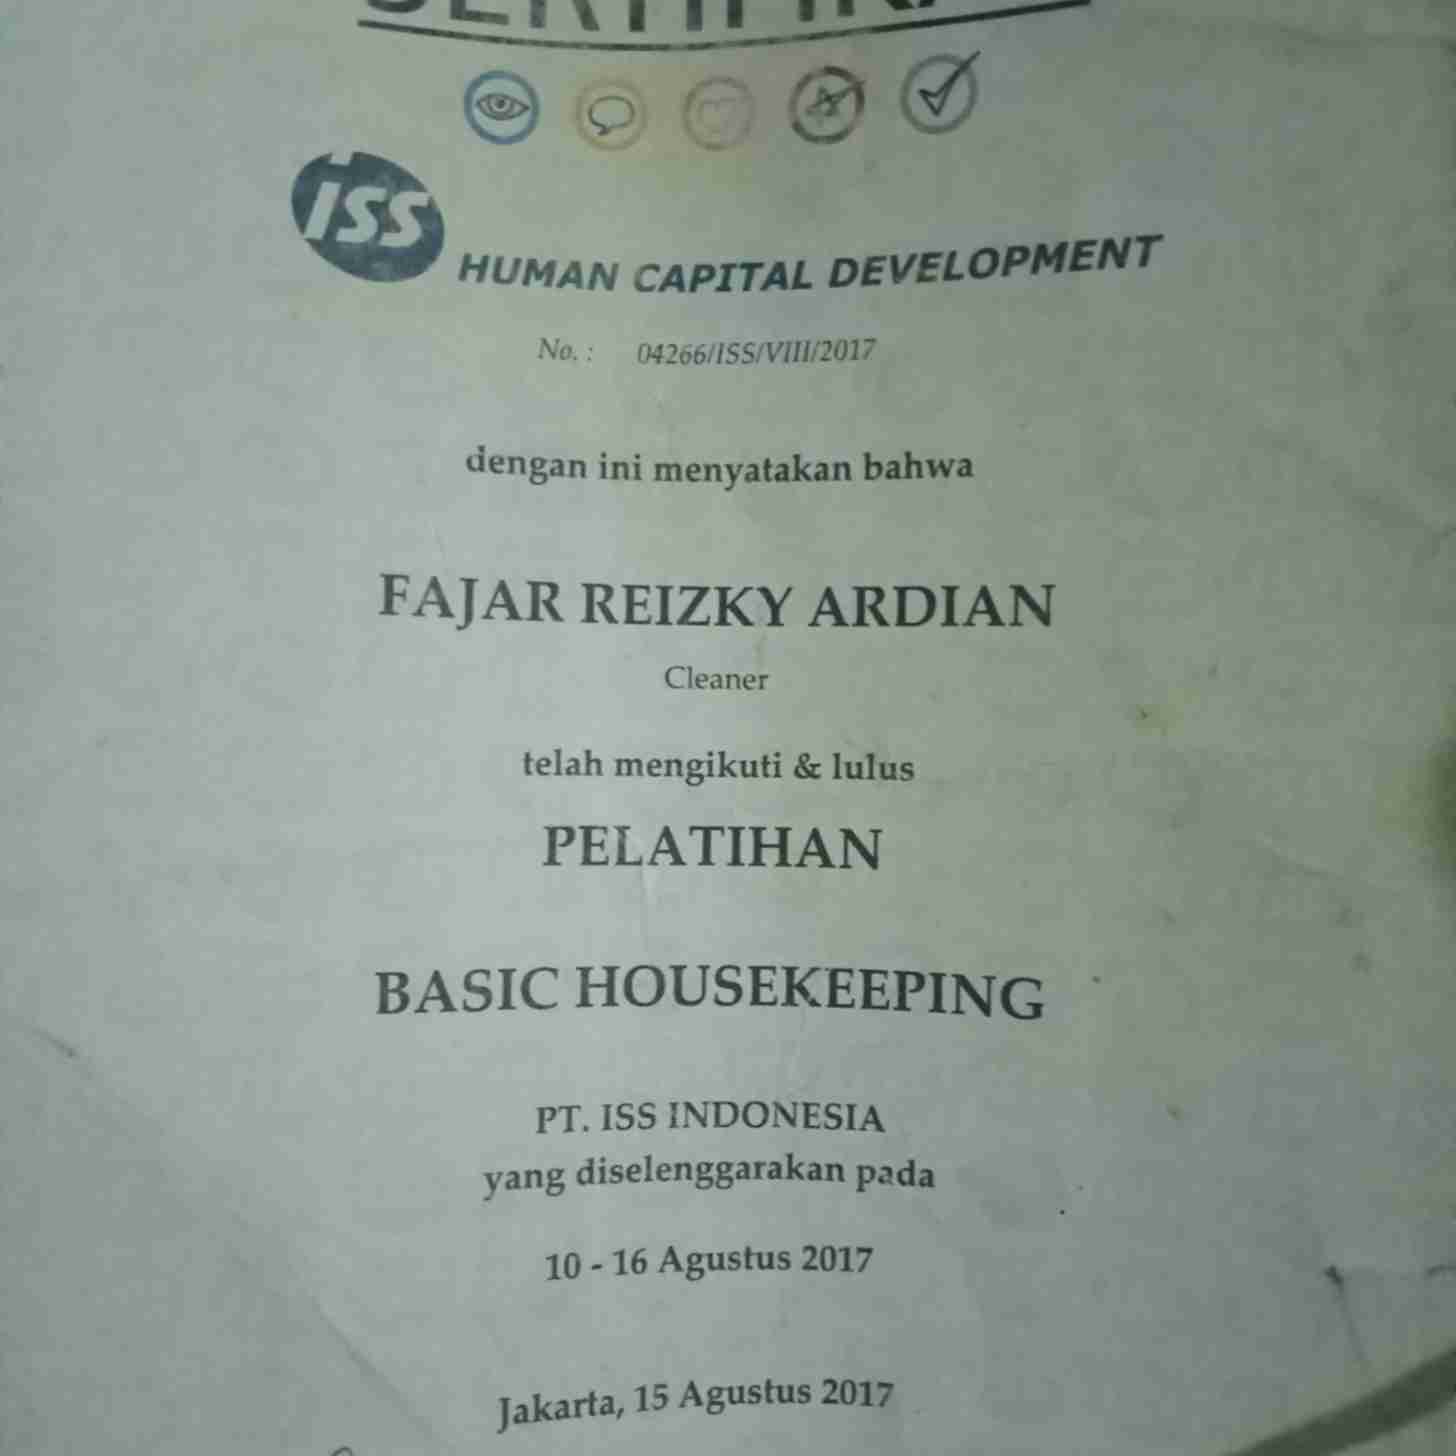 SERTIFIKA
ISS
HUMAN CAPITAL DEVELOPMENT
No. : 04266/ISS/VIII/2017
dengan ini menyatakan bahwa
FAJAR REIZKY ARDIAN
Cleaner
telah mengikuti & lulus
PELATIHAN
BASIC HOUSEKEEPING
PT. ISS INDONESIA
yang diselenggarakan pada
10 - 16 Agustus 2017
Jakarta, 15 Agustus 2017